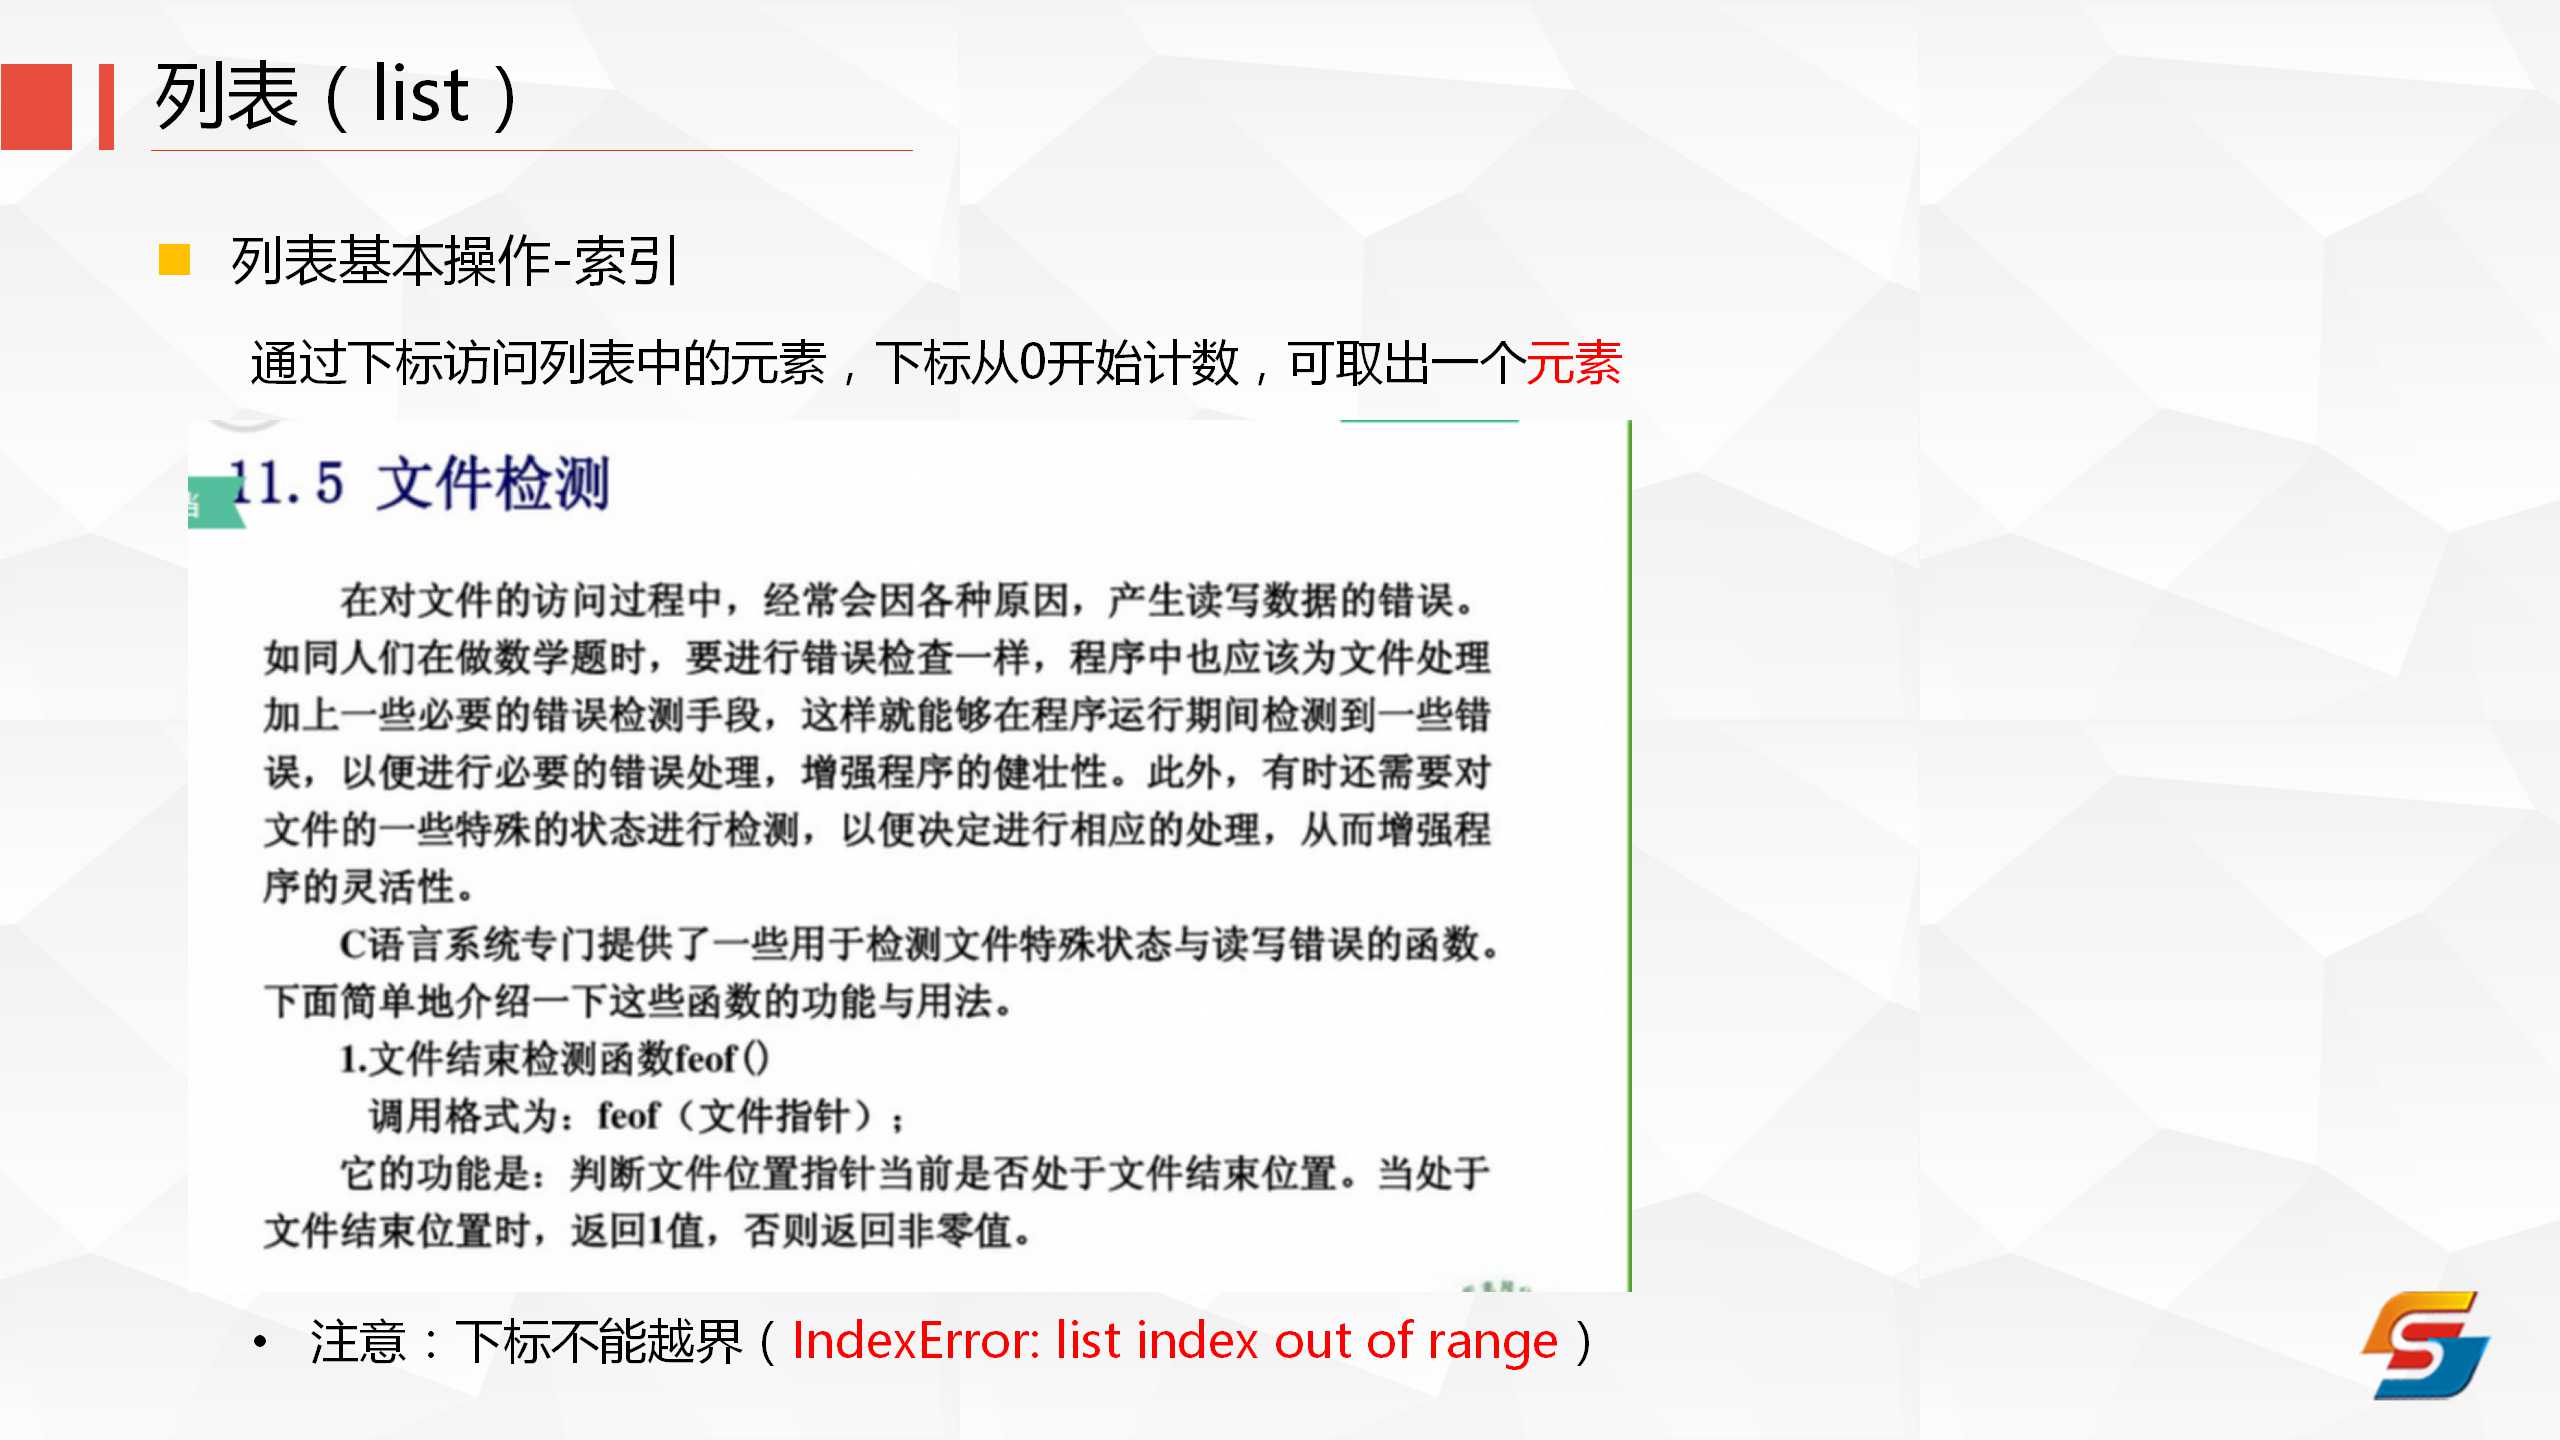 列表（list）
列表基本操作-索引
通过下标访问列表中的元素，下标从0开始计数，可取出一个元素
11.5 文件检测
在对文件的访问过程中，经常会因各种原因，产生读写数据的错误。
如同人们在做数学题时，要进行错误检查一样，程序中也应该为文件处理
加上一些必要的错误检测手段，这样就能够在程序运行期间检测到一些错
误，以便进行必要的错误处理，增强程序的健壮性。此外，有时还需要对
文件的一些特殊的状态进行检测，以便决定进行相应的处理，从而增强程
序的灵活性。
C语言系统专门提供了一些用于检测文件特殊状态与读写错误的函数。
下面简单地介绍一下这些函数的功能与用法。
1.文件结束检测函数feof()
调用格式为：feof（文件指针）；
它的功能是：判断文件位置指针当前是否处于文件结束位置。当处于
文件结束位置时，返回1值，否则返回非零值。
• 注意：下标不能越界（IndexError: list index out of range）